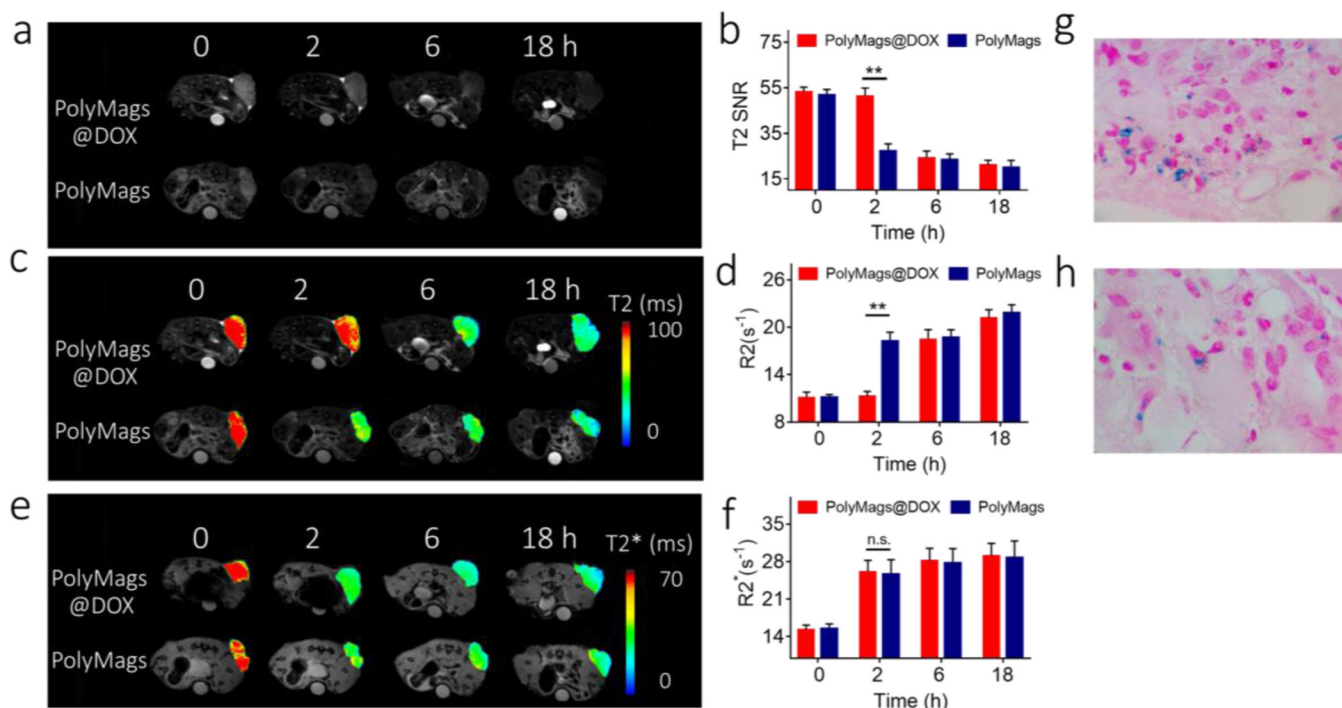 a
0 2 6 18 h
PolyMags
@DOX
PolyMags
b
PolyMags@DOX PolyMags
**
T2 SNR
75
55
35
15
0 2 6 18
Time (h)
g
c
0 2 6 18 h
T2 (ms)
100
0
PolyMags
@DOX
PolyMags
d
PolyMags@DOX PolyMags
**
R2(s⁻¹)
26
20
14
8
0 2 6 18
Time (h)
h
e
0 2 6 18 h
T2* (ms)
70
0
PolyMags
@DOX
PolyMags
f
PolyMags@DOX PolyMags
n.s.
R2*(s⁻¹)
35
28
21
14
0 2 6 18
Time (h)